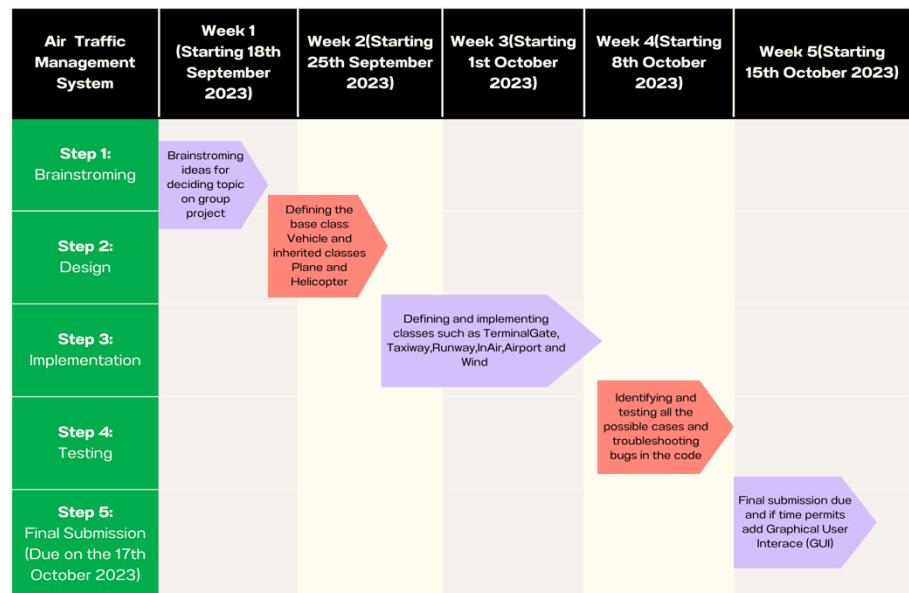 Air Traffic
Management
System
Week 1
(Starting 18th
September
2023)
Week 2(Starting
25th September
2023)
Week 3(Starting
1st October
2023)
Week 4(Starting
8th October
2023)
Week 5(Starting
15th October 2023)
Step 1:
Brainstroming
Brainstroming
ideas for
deciding topic
on group
project
Step 2:
Design
Defining the
base class
Vehicle and
inherited classes
Plane and
Helicopter
Step 3:
Implementation
Defining and implementing
classes such as TerminalGate,
Taxiway,Runway,InAir,Airport and
Wind
Step 4:
Testing
Identifying and
testing all the
possible cases and
troubleshooting
bugs in the code
Step 5:
Final Submission
(Due on the 17th
October 2023)
Final submission due
and if time permits
add Graphical User
Interace (GUI)